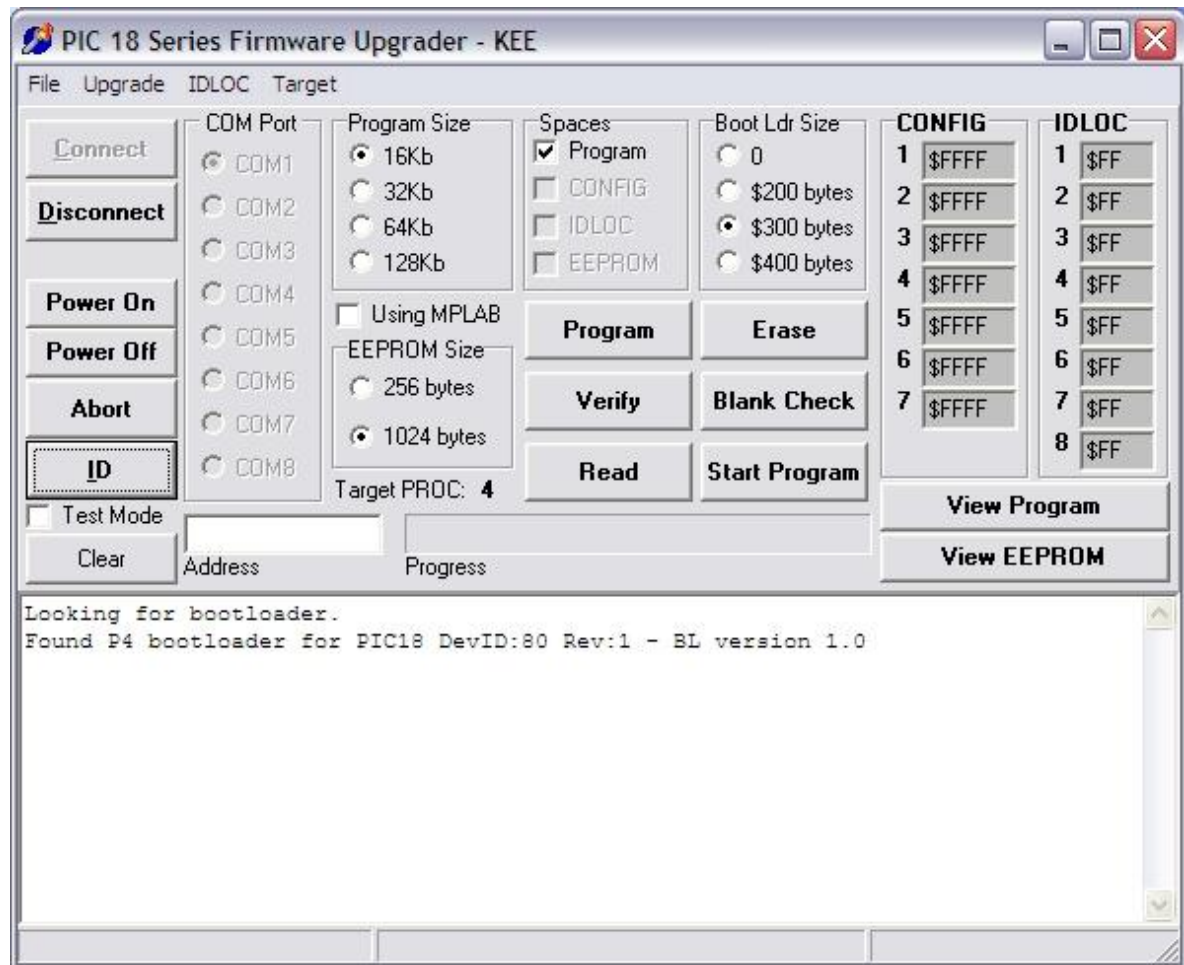 PIC 18 Series Firmware Upgrader - KEE
File Upgrade IDLOC Target
Connect
Disconnect
Power On
Power Off
Abort
ID
Test Mode
Clear
COM Port
COM1
COM2
COM3
COM4
COM5
COM6
COM7
COM8
Program Size
16Kb
32Kb
64Kb
128Kb
Using MPLAB
EEPROM Size
256 bytes
1024 bytes
Target PROC: 4
Spaces
Program
CONFIG
IDLOC
EEPROM
Boot Ldr Size
0
$200 bytes
$300 bytes
$400 bytes
Program
Erase
Verify
Blank Check
Read
Start Program
CONFIG
1 $FFFF
2 $FFFF
3 $FFFF
4 $FFFF
5 $FFFF
6 $FFFF
7 $FFFF
IDLOC
1 $FF
2 $FF
3 $FF
4 $FF
5 $FF
6 $FF
7 $FF
8 $FF
View Program
View EEPROM
Address
Progress
Looking for bootloader.
Found P4 bootloader for PIC18 DevID:80 Rev:1 - BL version 1.0